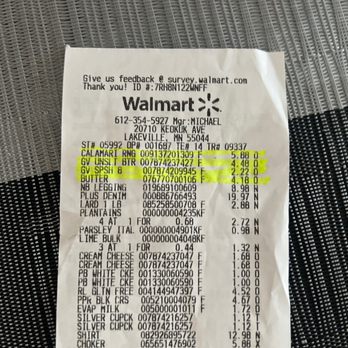 Give us feedback @ survey.walmart.com
Thank you! ID #:7RH8N122WNFF
Walmart
612-354-5927 Mgr:MICHAEL
20710 KEOKUK AVE
LAKEVILLE, MN 55044
ST# 05992 OP# 001687 TE# 14 TR# 09337
CALAMARI RNG 009137201309 F 5.88 O
GV UNSLT BTR 007874237427 F 4.48 O
GV SPSH B 007874209945 F 2.22 O
BUTTER 076770700106 F 4.18 O
NB LEGGING 019689100609 8.98 N
PLUS DENIM 000886766493 19.97 N
LARD 1 LB 085258500708 F 2.88 N
PLANTAINS 000000004235KF
4 AT 1 FOR 0.68 2.72 N
PARSLEY ITAL 000000004901KF 0.98 N
LIME BULK 000000004048KF
3 AT 1 FOR 0.44 1.32 N
CREAM CHEESE 007874237047 F 1.68 O
CREAM CHEESE 007874237047 F 1.68 O
PB WHITE CKE 001330060590 F 1.00 O
PB WHITE CKE 001330060590 F 1.00 O
RL GLTN FREE 004144947397 F 4.52 O
PPR BLK CRS 005210004079 F 4.67 O
EVAP MILK 005000001011 F 1.72 O
SILVER CUPCK 007874216257 1.12 T
SILVER CUPCK 007874216257 1.12 T
SHIRT 082926895732 12.98 N
CHOKER 065651476902 5.88 X